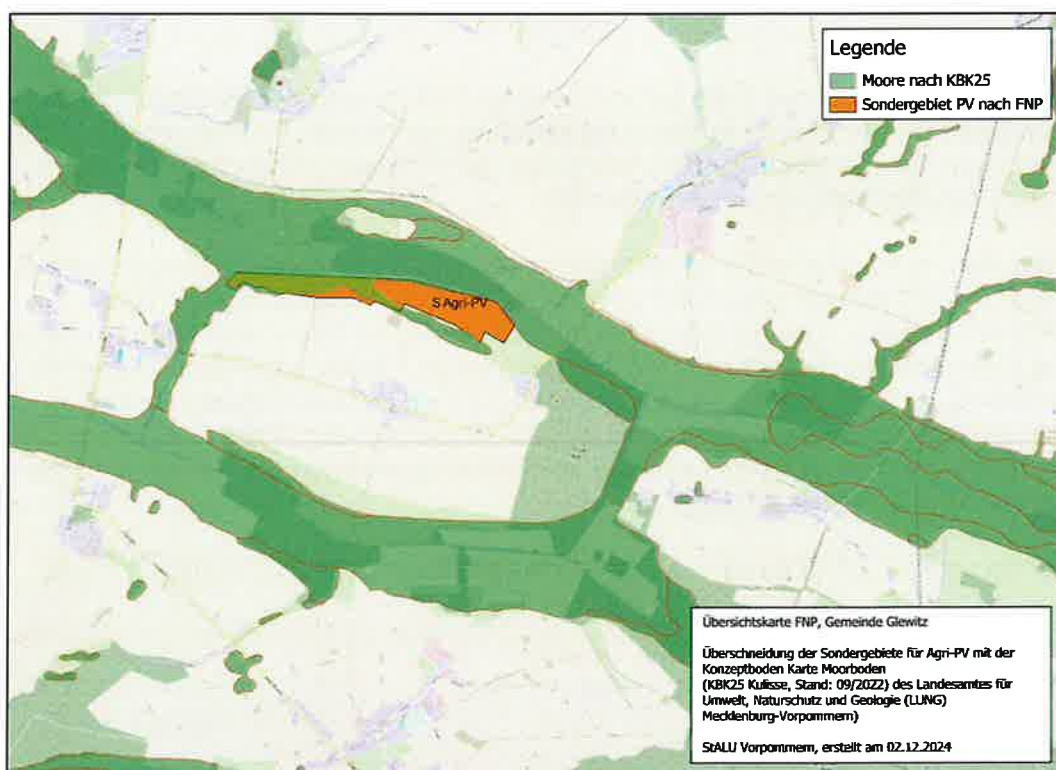 Legende
Moore nach KBK25
Sondergebiet PV nach FNP
S Agri-PV
Übersichtskarte FNP, Gemeinde Glewitz
Überschneidung der Sondergebiete für Agri-PV mit der
Konzeptboden Karte Moorboden
(KBK25 Kulisse, Stand: 09/2022) des Landesamtes für
Umwelt, Naturschutz und Geologie (LUNG)
Mecklenburg-Vorpommern)
StALU Vorpommern, erstellt am 02.12.2024